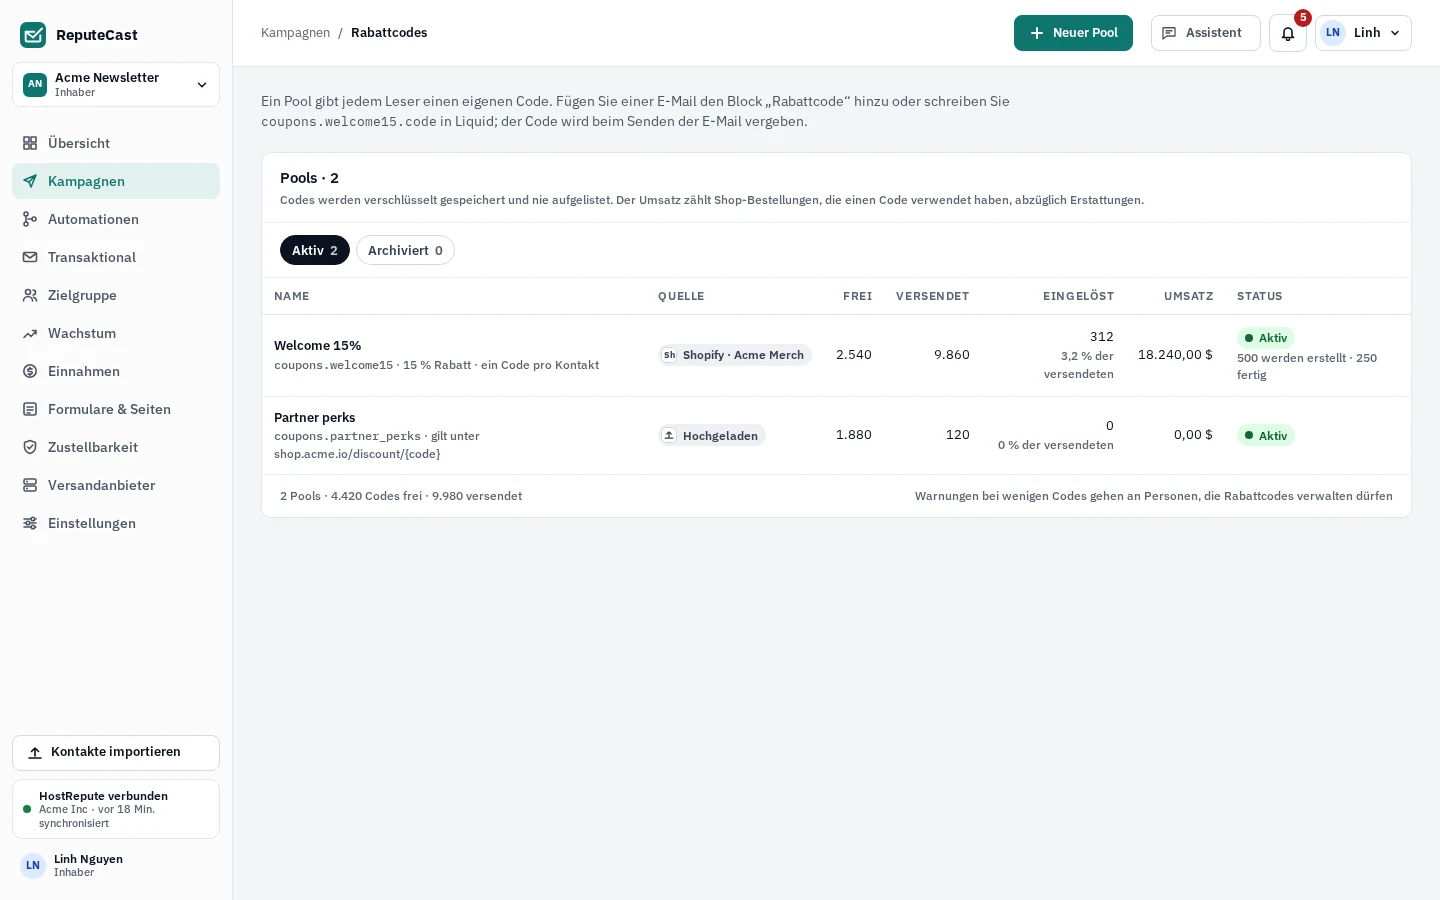 ReputeCast
AN
Acme Newsletter
Inhaber
Übersicht
Kampagnen
Automationen
Transaktional
Zielgruppe
Wachstum
Einnahmen
Formulare & Seiten
Zustellbarkeit
Versandanbieter
Einstellungen
Kontakte importieren
HostRepute verbunden
Acme Inc · vor 18 Min.
synchronisiert
LN
Linh Nguyen
Inhaber
Kampagnen / Rabattcodes
Neuer Pool
Assistent
5
LN
Linh
Ein Pool gibt jedem Leser einen eigenen Code. Fügen Sie einer E-Mail den Block „Rabattcode“ hinzu oder schreiben Sie
coupons.welcome15.code in Liquid; der Code wird beim Senden der E-Mail vergeben.
Pools · 2
Codes werden verschlüsselt gespeichert und nie aufgelistet. Der Umsatz zählt Shop-Bestellungen, die einen Code verwendet haben, abzüglich Erstattungen.
Aktiv 2
Archiviert 0
NAME QUELLE FREI VERSENDET EINGELÖST UMSATZ STATUS
Welcome 15%
coupons.welcome15 · 15 % Rabatt · ein Code pro Kontakt
Sh Shopify · Acme Merch
2.540
9.860
312
3,2 % der
versendeten
18.240,00 $
Aktiv
500 werden erstellt · 250
fertig
Partner perks
coupons.partner_perks · gilt unter
shop.acme.io/discount/{code}
Hochgeladen
1.880
120
0
0 % der versendeten
0,00 $
Aktiv
2 Pools · 4.420 Codes frei · 9.980 versendet
Warnungen bei wenigen Codes gehen an Personen, die Rabattcodes verwalten dürfen